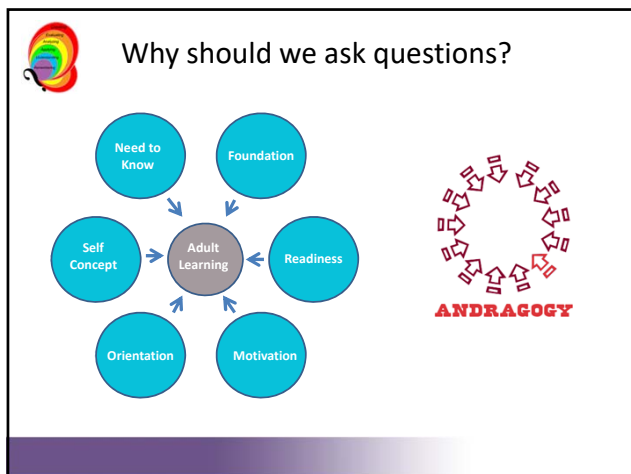 Why should we ask questions?
Need to
Know
Foundation
Self
Concept
Adult
Learning
Readiness
Orientation
Motivation
ANDRAGOGY